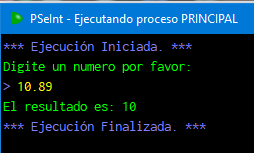 PSeInt - Ejecutando proceso PRINCIPAL
*** Ejecución Iniciada. ***
Digite un numero por favor:
> 10.89
El resultado es: 10
*** Ejecución Finalizada. ***